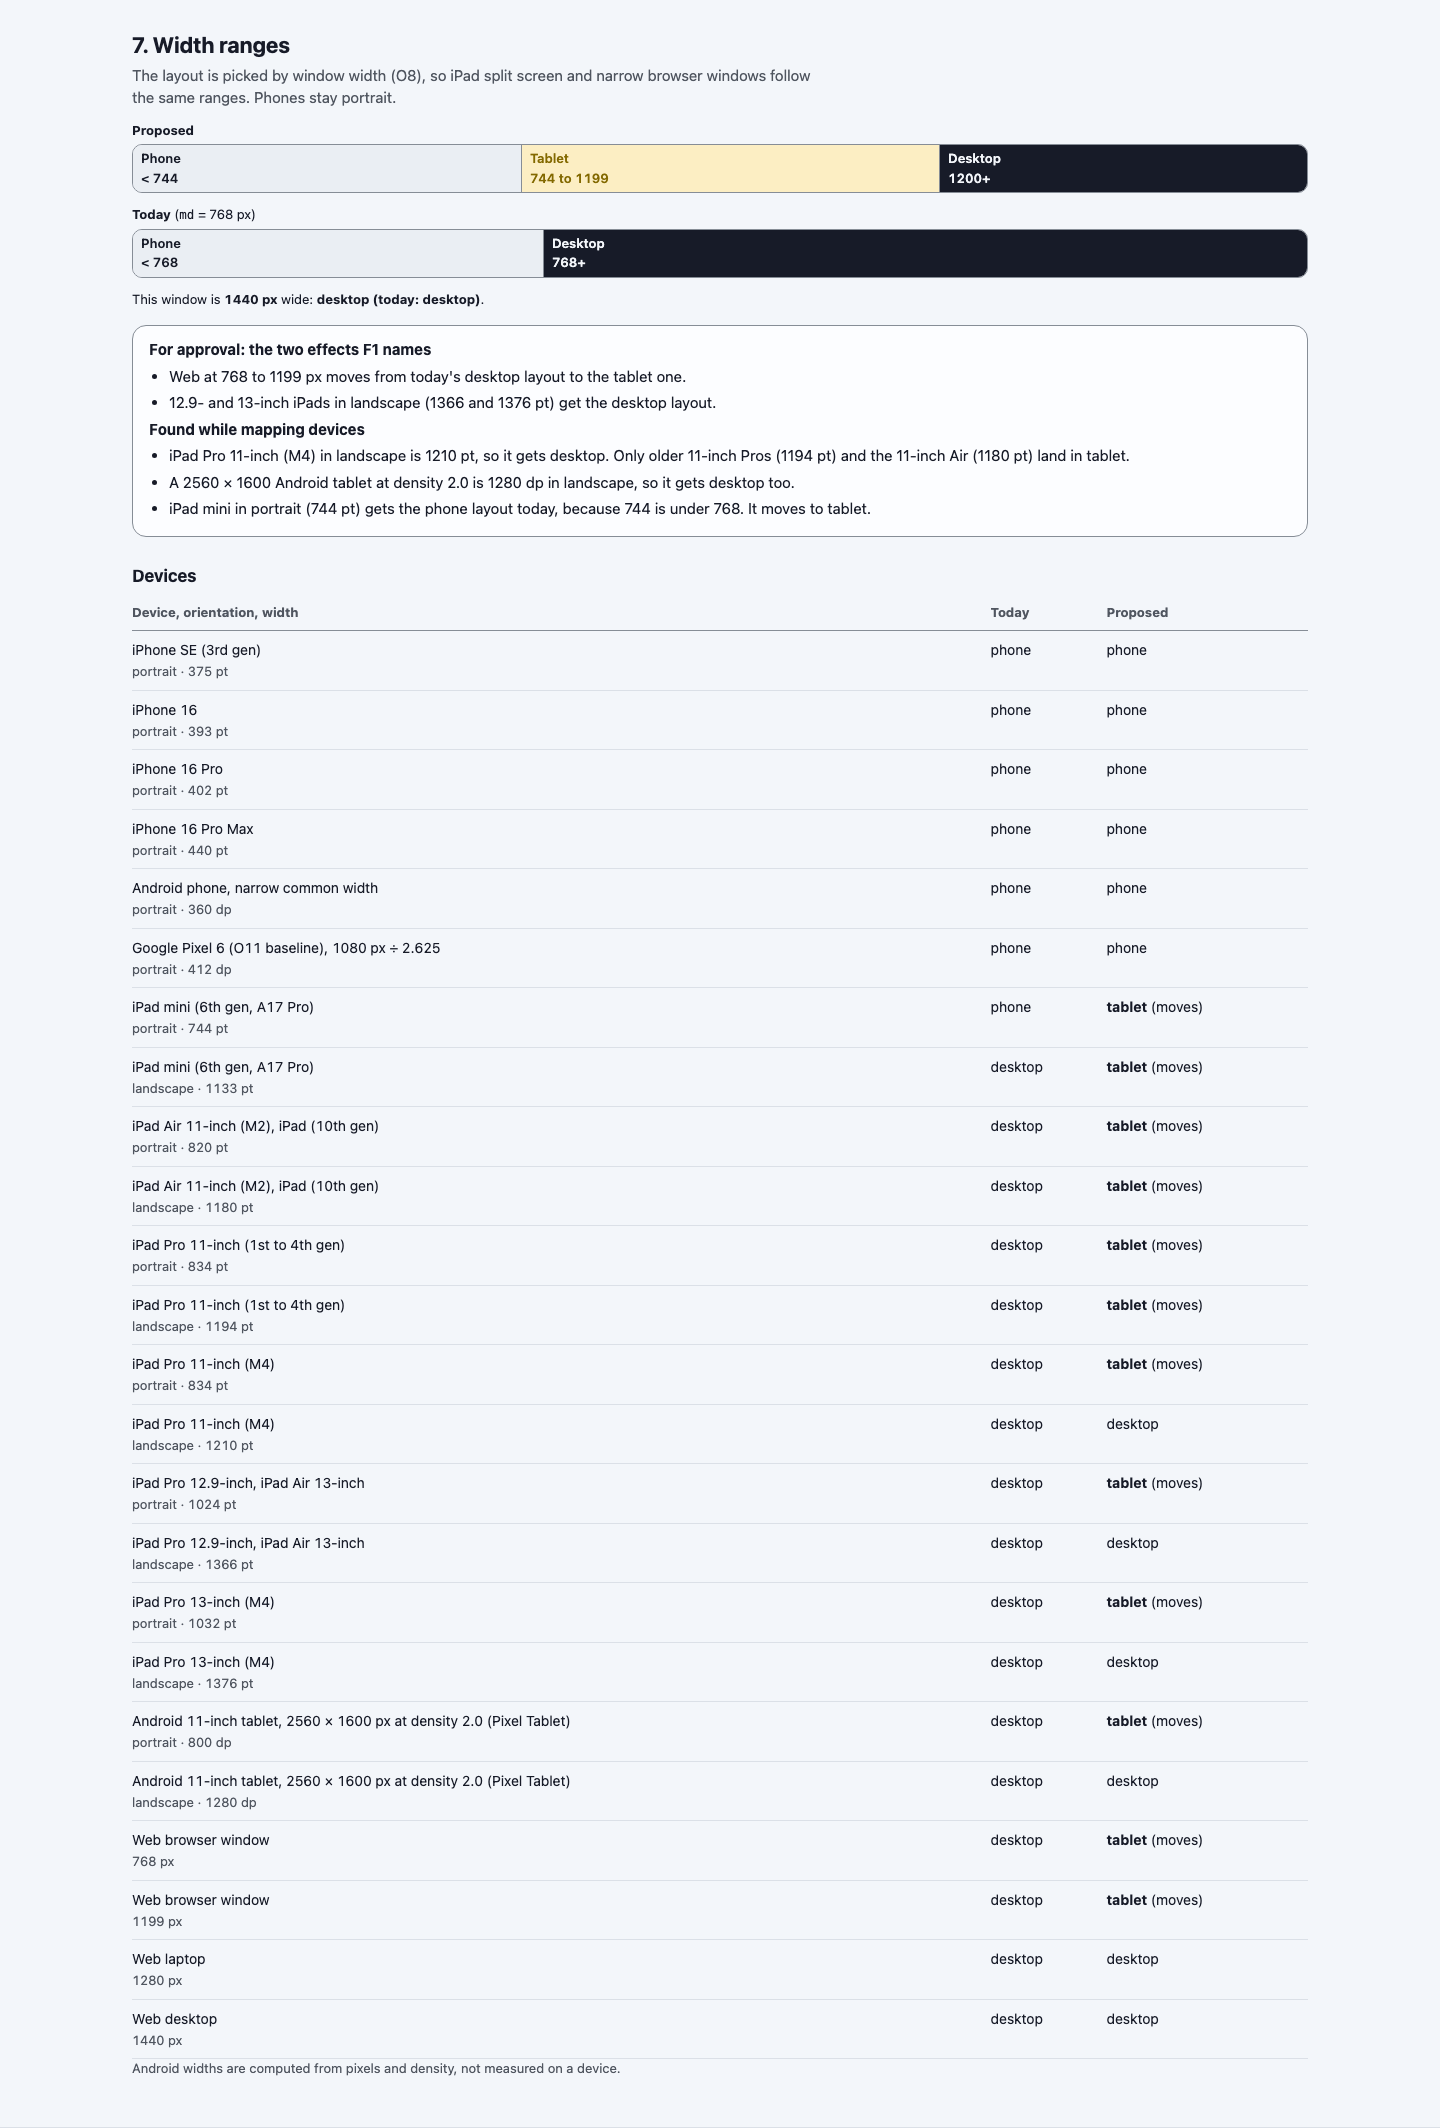 7. Width ranges
The layout is picked by window width (O8), so iPad split screen and narrow browser windows follow
the same ranges. Phones stay portrait.
Proposed
Phone
< 744
Tablet
744 to 1199
Desktop
1200+
Today (md = 768 px)
Phone
< 768
Desktop
768+
This window is 1440 px wide: desktop (today: desktop).
For approval: the two effects F1 names
• Web at 768 to 1199 px moves from today's desktop layout to the tablet one.
• 12.9- and 13-inch iPads in landscape (1366 and 1376 pt) get the desktop layout.
Found while mapping devices
• iPad Pro 11-inch (M4) in landscape is 1210 pt, so it gets desktop. Only older 11-inch Pros (1194 pt) and the 11-inch Air (1180 pt) land in tablet.
• A 2560 × 1600 Android tablet at density 2.0 is 1280 dp in landscape, so it gets desktop too.
• iPad mini in portrait (744 pt) gets the phone layout today, because 744 is under 768. It moves to tablet.
Devices
Device, orientation, width Today Proposed
iPhone SE (3rd gen) phone phone
portrait · 375 pt
iPhone 16 phone phone
portrait · 393 pt
iPhone 16 Pro phone phone
portrait · 402 pt
iPhone 16 Pro Max phone phone
portrait · 440 pt
Android phone, narrow common width phone phone
portrait · 360 dp
Google Pixel 6 (O11 baseline), 1080 px ÷ 2.625 phone phone
portrait · 412 dp
iPad mini (6th gen, A17 Pro) phone tablet (moves)
portrait · 744 pt
iPad mini (6th gen, A17 Pro) desktop tablet (moves)
landscape · 1133 pt
iPad Air 11-inch (M2), iPad (10th gen) desktop tablet (moves)
portrait · 820 pt
iPad Air 11-inch (M2), iPad (10th gen) desktop tablet (moves)
landscape · 1180 pt
iPad Pro 11-inch (1st to 4th gen) desktop tablet (moves)
portrait · 834 pt
iPad Pro 11-inch (1st to 4th gen) desktop tablet (moves)
landscape · 1194 pt
iPad Pro 11-inch (M4) desktop tablet (moves)
portrait · 834 pt
iPad Pro 11-inch (M4) desktop desktop
landscape · 1210 pt
iPad Pro 12.9-inch, iPad Air 13-inch desktop tablet (moves)
portrait · 1024 pt
iPad Pro 12.9-inch, iPad Air 13-inch desktop desktop
landscape · 1366 pt
iPad Pro 13-inch (M4) desktop tablet (moves)
portrait · 1032 pt
iPad Pro 13-inch (M4) desktop desktop
landscape · 1376 pt
Android 11-inch tablet, 2560 × 1600 px at density 2.0 (Pixel Tablet) desktop tablet (moves)
portrait · 800 dp
Android 11-inch tablet, 2560 × 1600 px at density 2.0 (Pixel Tablet) desktop desktop
landscape · 1280 dp
Web browser window desktop tablet (moves)
768 px
Web browser window desktop tablet (moves)
1199 px
Web laptop desktop desktop
1280 px
Web desktop desktop desktop
1440 px
Android widths are computed from pixels and density, not measured on a device.